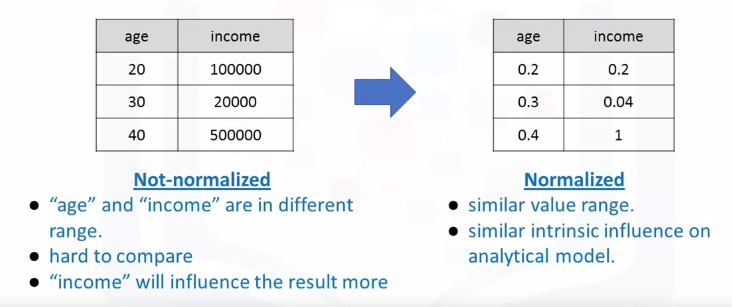 age income
20 100000
30 20000
40 500000
age income
0.2 0.2
0.3 0.04
0.4 1
Not-normalized
● “age” and “income” are in different
range.
● hard to compare
● “income” will influence the result more
Normalized
● similar value range.
● similar intrinsic influence on
analytical model.